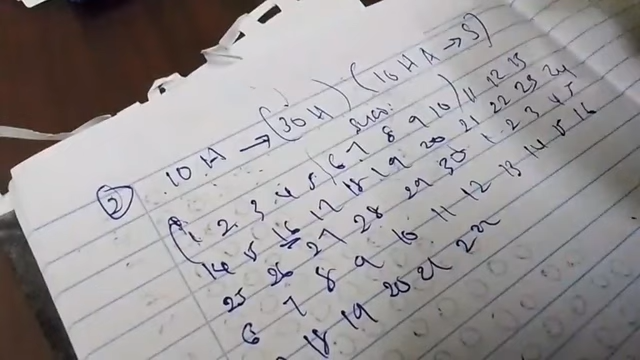 ② 10 H → (30 H) (10 H A → S)
(1 2 3 4 5 / 6 7 8 9 10 / 11 12 13
14 15 16 17 18 19 20 21 22 23 24
25 26 27 28 29 30 1 2 3 4 5
6 7 8 9 10 11 12 13 14 15 16
18 19 20 21 22